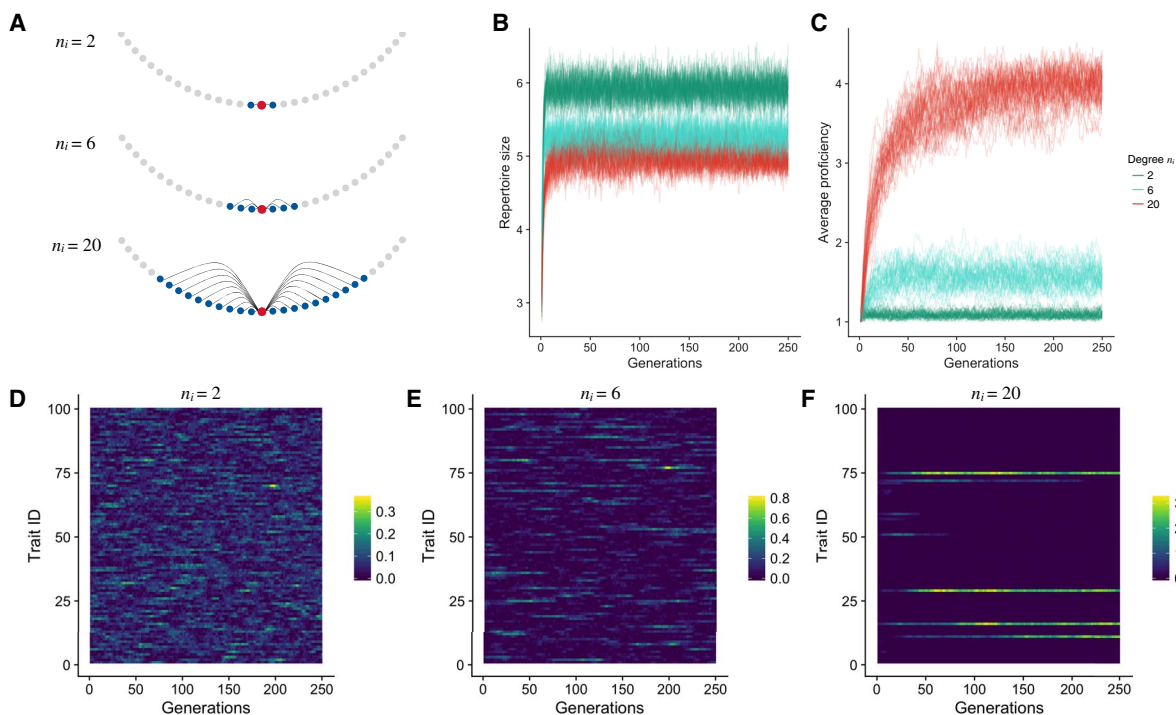 A
nᵢ = 2
nᵢ = 6
nᵢ = 20
B
Repertoire size
6
5
4
3
0 50 100 150 200 250
Generations
C
Average proficiency
4
3
2
1
0 50 100 150 200 250
Generations
Degree nᵢ
2
6
20
D
nᵢ = 2
Trait ID
100
75
50
25
0
0 50 100 150 200 250
Generations
0.3
0.2
0.1
0.0
E
nᵢ = 6
Trait ID
100
75
50
25
0
0 50 100 150 200 250
Generations
0.8
0.6
0.4
0.2
0.0
F
nᵢ = 20
Trait ID
100
75
50
25
0
0 50 100 150 200 250
Generations